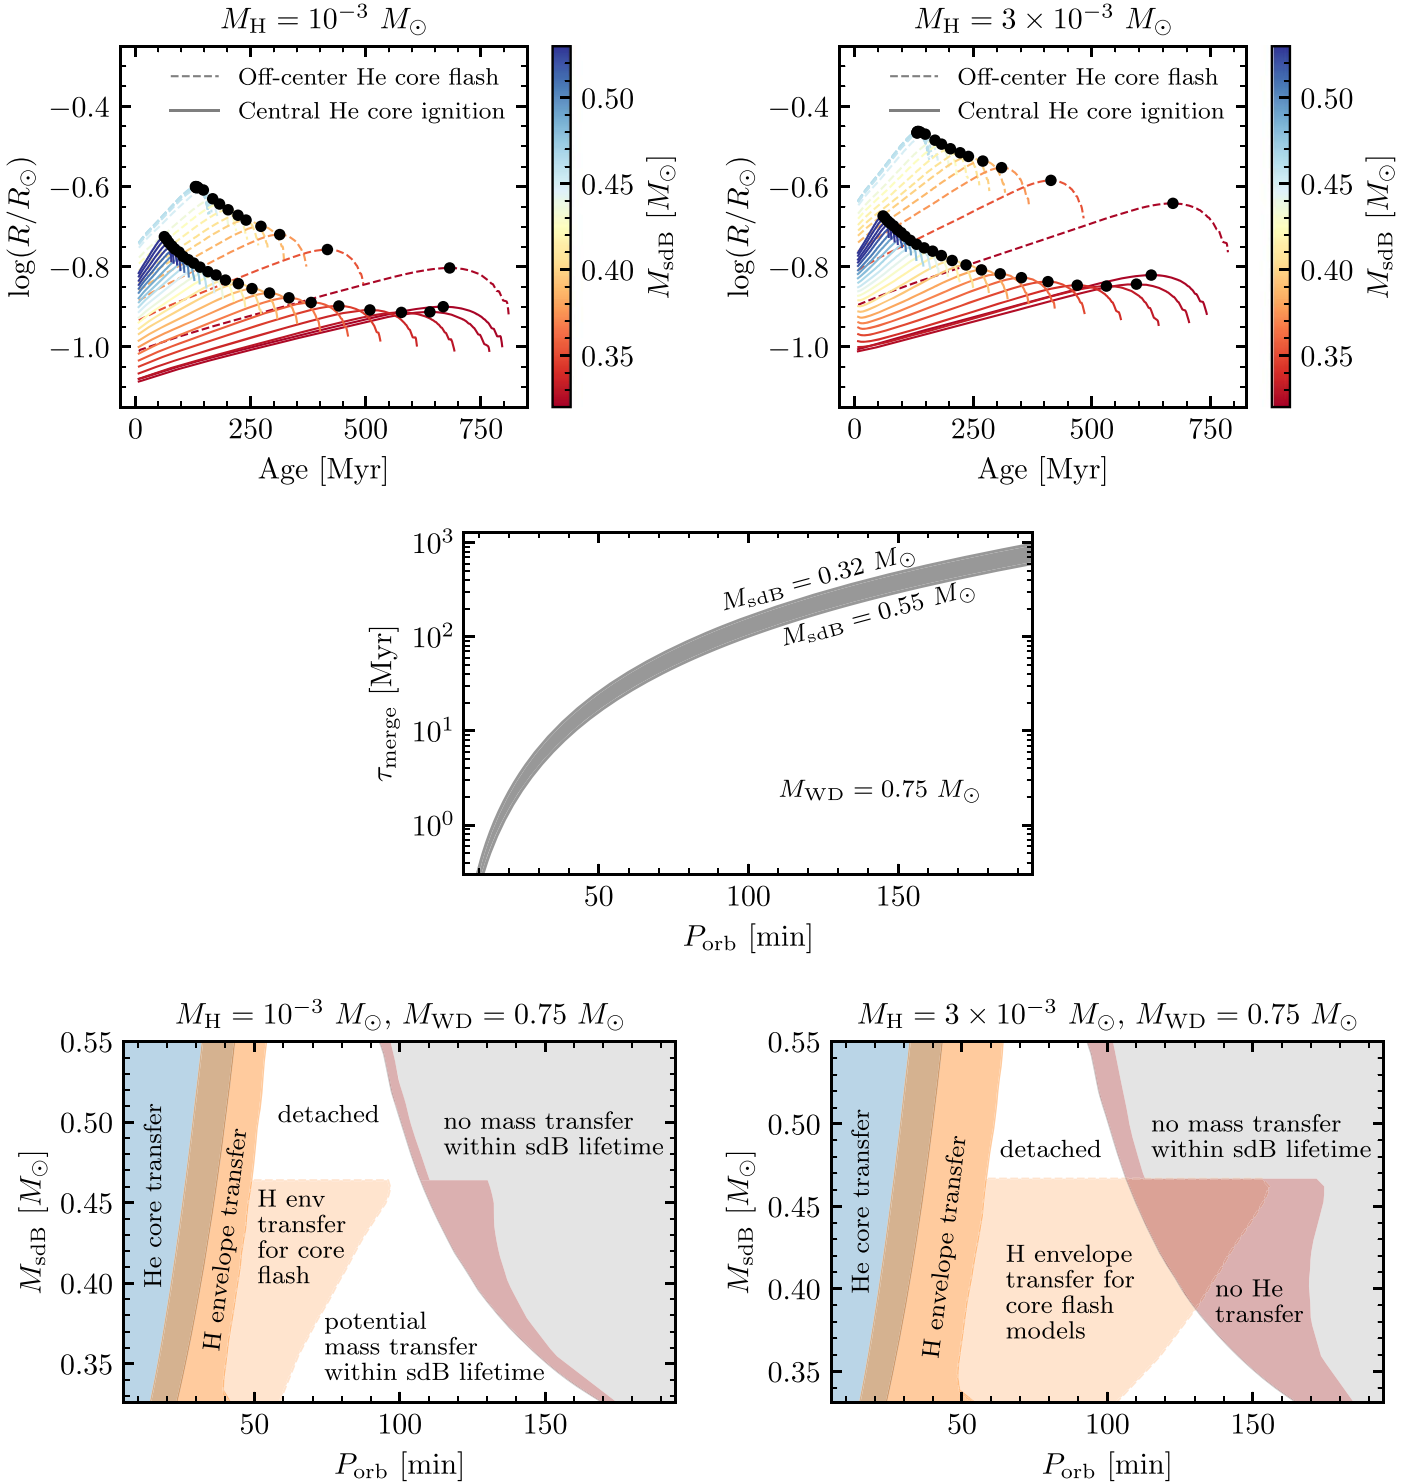 M_H = 10^−3 M_⊙
Off-center He core flash
Central He core ignition
−0.4
−0.6
−0.8
−1.0
log(R/R_⊙)
0
250
500
750
Age [Myr]
0.50
0.45
0.40
0.35
M_sdB [M_⊙]
M_H = 3 × 10^−3 M_⊙
Off-center He core flash
Central He core ignition
−0.4
−0.6
−0.8
−1.0
log(R/R_⊙)
0
250
500
750
Age [Myr]
0.50
0.45
0.40
0.35
M_sdB [M_⊙]
10^3
10^2
10^1
10^0
τ_merge [Myr]
M_sdB = 0.32 M_⊙
M_sdB = 0.55 M_⊙
M_WD = 0.75 M_⊙
50
100
150
P_orb [min]
M_H = 10^−3 M_⊙, M_WD = 0.75 M_⊙
0.55
0.50
0.45
0.40
0.35
M_sdB [M_⊙]
He core transfer
H envelope transfer
detached
no mass transfer
within sdB lifetime
H env
transfer
for core
flash
potential
mass transfer
within sdB lifetime
50
100
150
P_orb [min]
M_H = 3 × 10^−3 M_⊙, M_WD = 0.75 M_⊙
0.55
0.50
0.45
0.40
0.35
M_sdB [M_⊙]
He core transfer
H envelope transfer
detached
no mass transfer
within sdB lifetime
H envelope
transfer for
core flash
models
no He
transfer
50
100
150
P_orb [min]